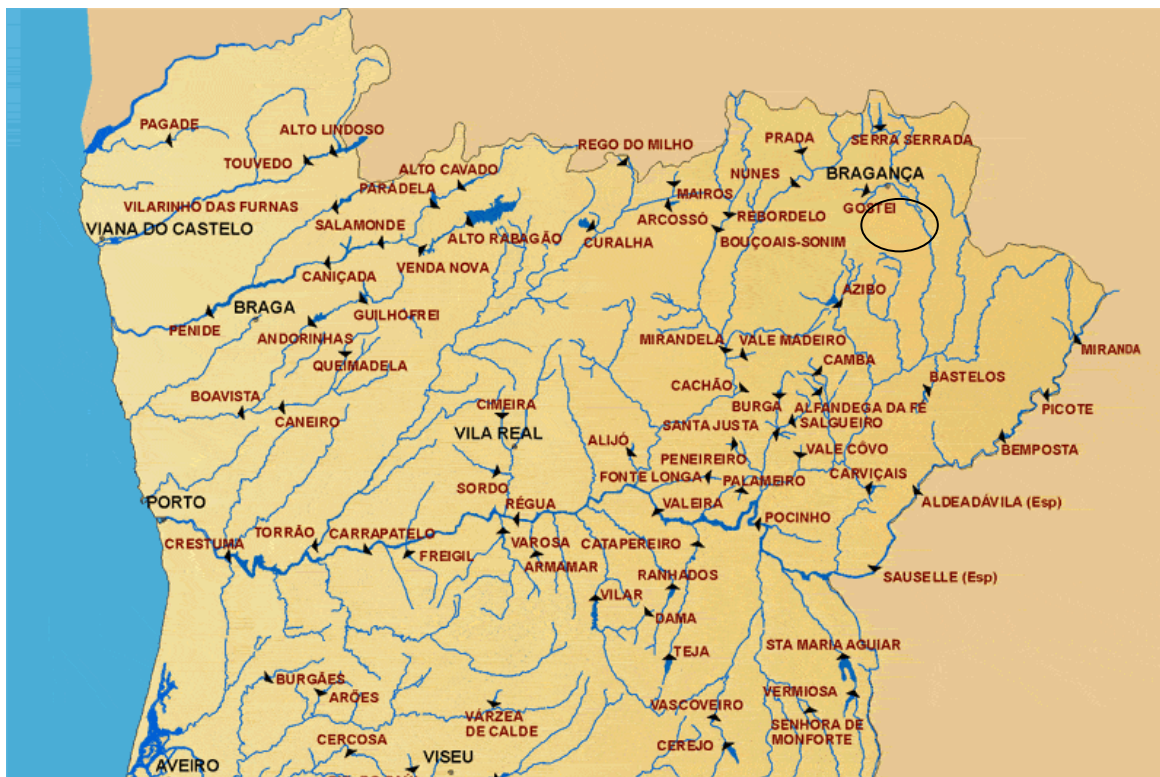 PAGADE
ALTO LINDOSO
TOUVEDO
ALTO CAVADO
PARADELA
VILARINHO DAS FURNAS
SALAMONDE
VIANA DO CASTELO
ALTO RABAGÃO
VENDA NOVA
CANIÇADA
GUILHOFREI
BRAGA
PENIDE
ANDORINHAS
QUEIMADELA
BOAVISTA
CANEIRO
REGO DO MILHO
MAIROS
ARCOSSÓ
CURALHA
PRADA
SERRA SERRADA
NUNES
BRAGANÇA
GOSTEI
REBORDELO
BOUÇOAIS-SONIM
AZIBO
MIRANDELA
VALE MADEIRO
CAMBA
MIRANDA
CACHÃO
BASTELOS
BURGA
ALFANDEGA DA FÉ
PICOTE
SANTA JUSTA
SALGUEIRO
CIMEIRA
VILA REAL
ALIJÓ
PENEIREIRO
VALE CÔVO
BEMPOSTA
FONTE LONGA
PALAMEIRO
CARVIÇAIS
ALDEADÁVILA (Esp)
SORDO
RÉGUA
VALEIRA
POCINHO
PORTO
CRESTUMA
TORRÃO
CARRAPATELO
FREIGIL
VAROSA
ARMAMAR
CATAPEREIRO
RANHADOS
SAUSELLE (Esp)
VILAR
DAMA
TEJA
STA MARIA AGUIAR
BURGÃES
ARÕES
VÁRZEA
DE CALDE
VASCOVEIRO
VERMIOSA
SENHORA DE
MONFORTE
CERCOSA
CEREJO
VISEU
AVEIRO